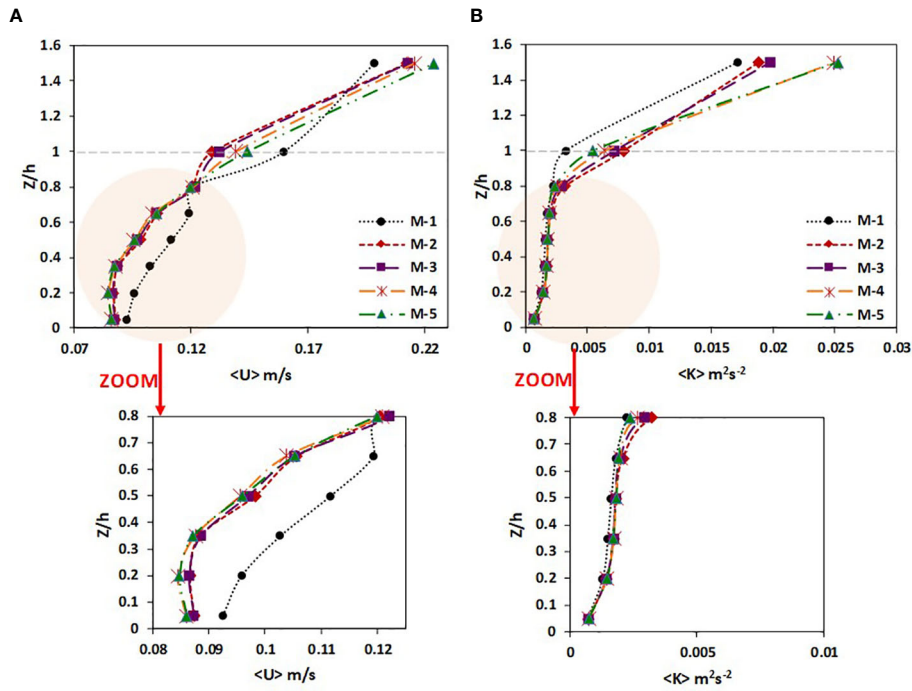 A
B
1.6
1.4
1.2
1
0.8
0.6
0.4
0.2
0
Z/h
0.07
0.12
0.17
0.22
<U> m/s
M-1
M-2
M-3
M-4
M-5
1.6
1.4
1.2
1
0.8
0.6
0.4
0.2
0
Z/h
0
0.005
0.01
0.015
0.02
0.025
0.03
<K> m²s⁻²
M-1
M-2
M-3
M-4
M-5
ZOOM
ZOOM
0.8
0.7
0.6
0.5
0.4
0.3
0.2
0.1
0
Z/h
0.08
0.09
0.1
0.11
0.12
<U> m/s
0.8
0.7
0.6
0.5
0.4
0.3
0.2
0.1
0
Z/h
0
0.005
0.01
<K> m²s⁻²